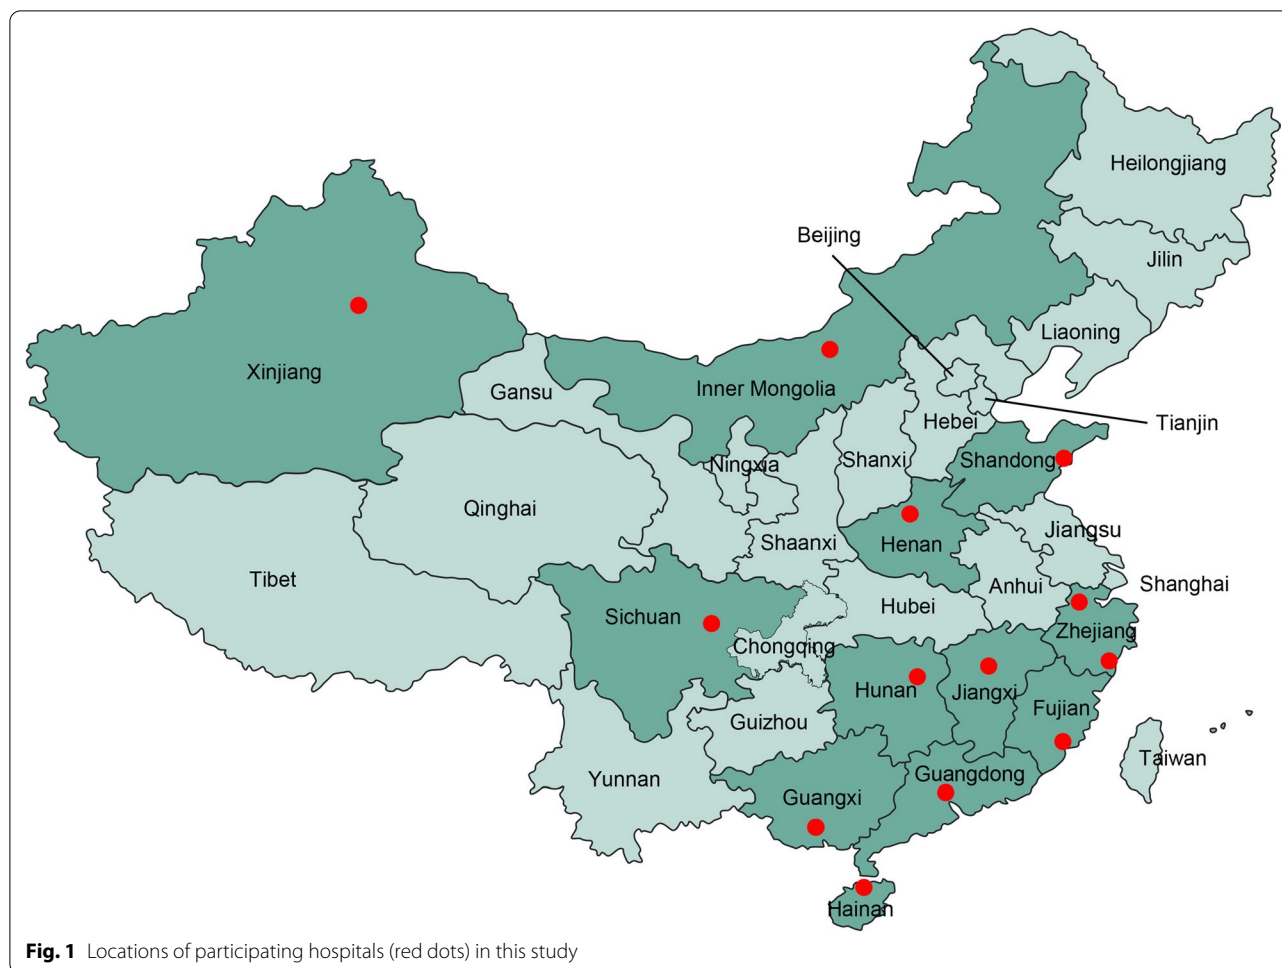 Heilongjiang
Beijing
Jilin
Liaoning
Xinjiang
Inner Mongolia
Gansu
Hebei
Tianjin
Ningxia
Shanxi
Shandong
Qinghai
Jiangsu
Shaanxi
Henan
Tibet
Anhui
Shanghai
Hubei
Sichuan
Zhejiang
Chongqing
Hunan
Jiangxi
Fujian
Guizhou
Taiwan
Yunnan
Guangdong
Guangxi
Hainan
Fig. 1 Locations of participating hospitals (red dots) in this study